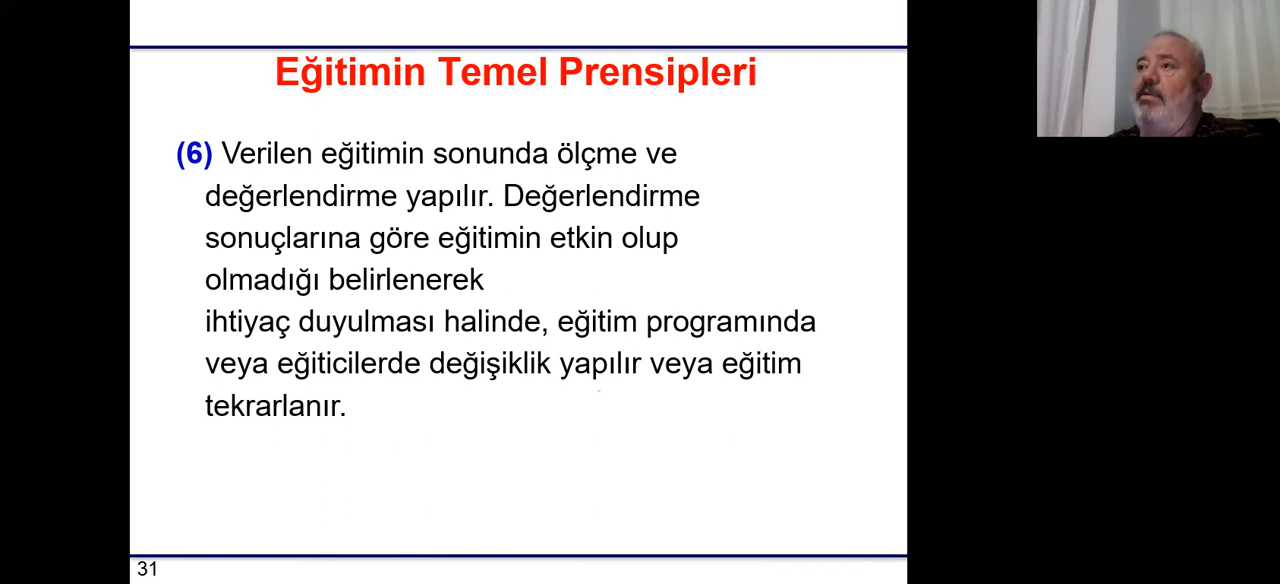 Eğitimin Temel Prensipleri
(6) Verilen eğitimin sonunda ölçme ve
değerlendirme yapılır. Değerlendirme
sonuçlarına göre eğitimin etkin olup
olmadığı belirlenerek
ihtiyaç duyulması halinde, eğitim programında
veya eğiticilerde değişiklik yapılır veya eğitim
tekrarlanır.
31